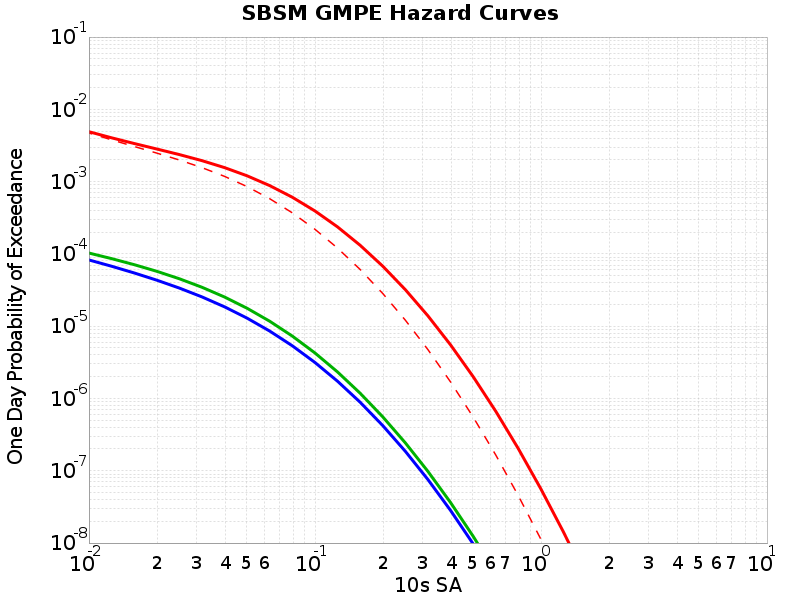 SBSM GMPE Hazard Curves
One Day Probability of Exceedance
10^-1
10^-2
10^-3
10^-4
10^-5
10^-6
10^-7
10^-8
10^-2 2 3 4 5 6 7 10^-1 2 3 4 5 6 7 10^0 2 3 4 5 6 7 10^1
10s SA